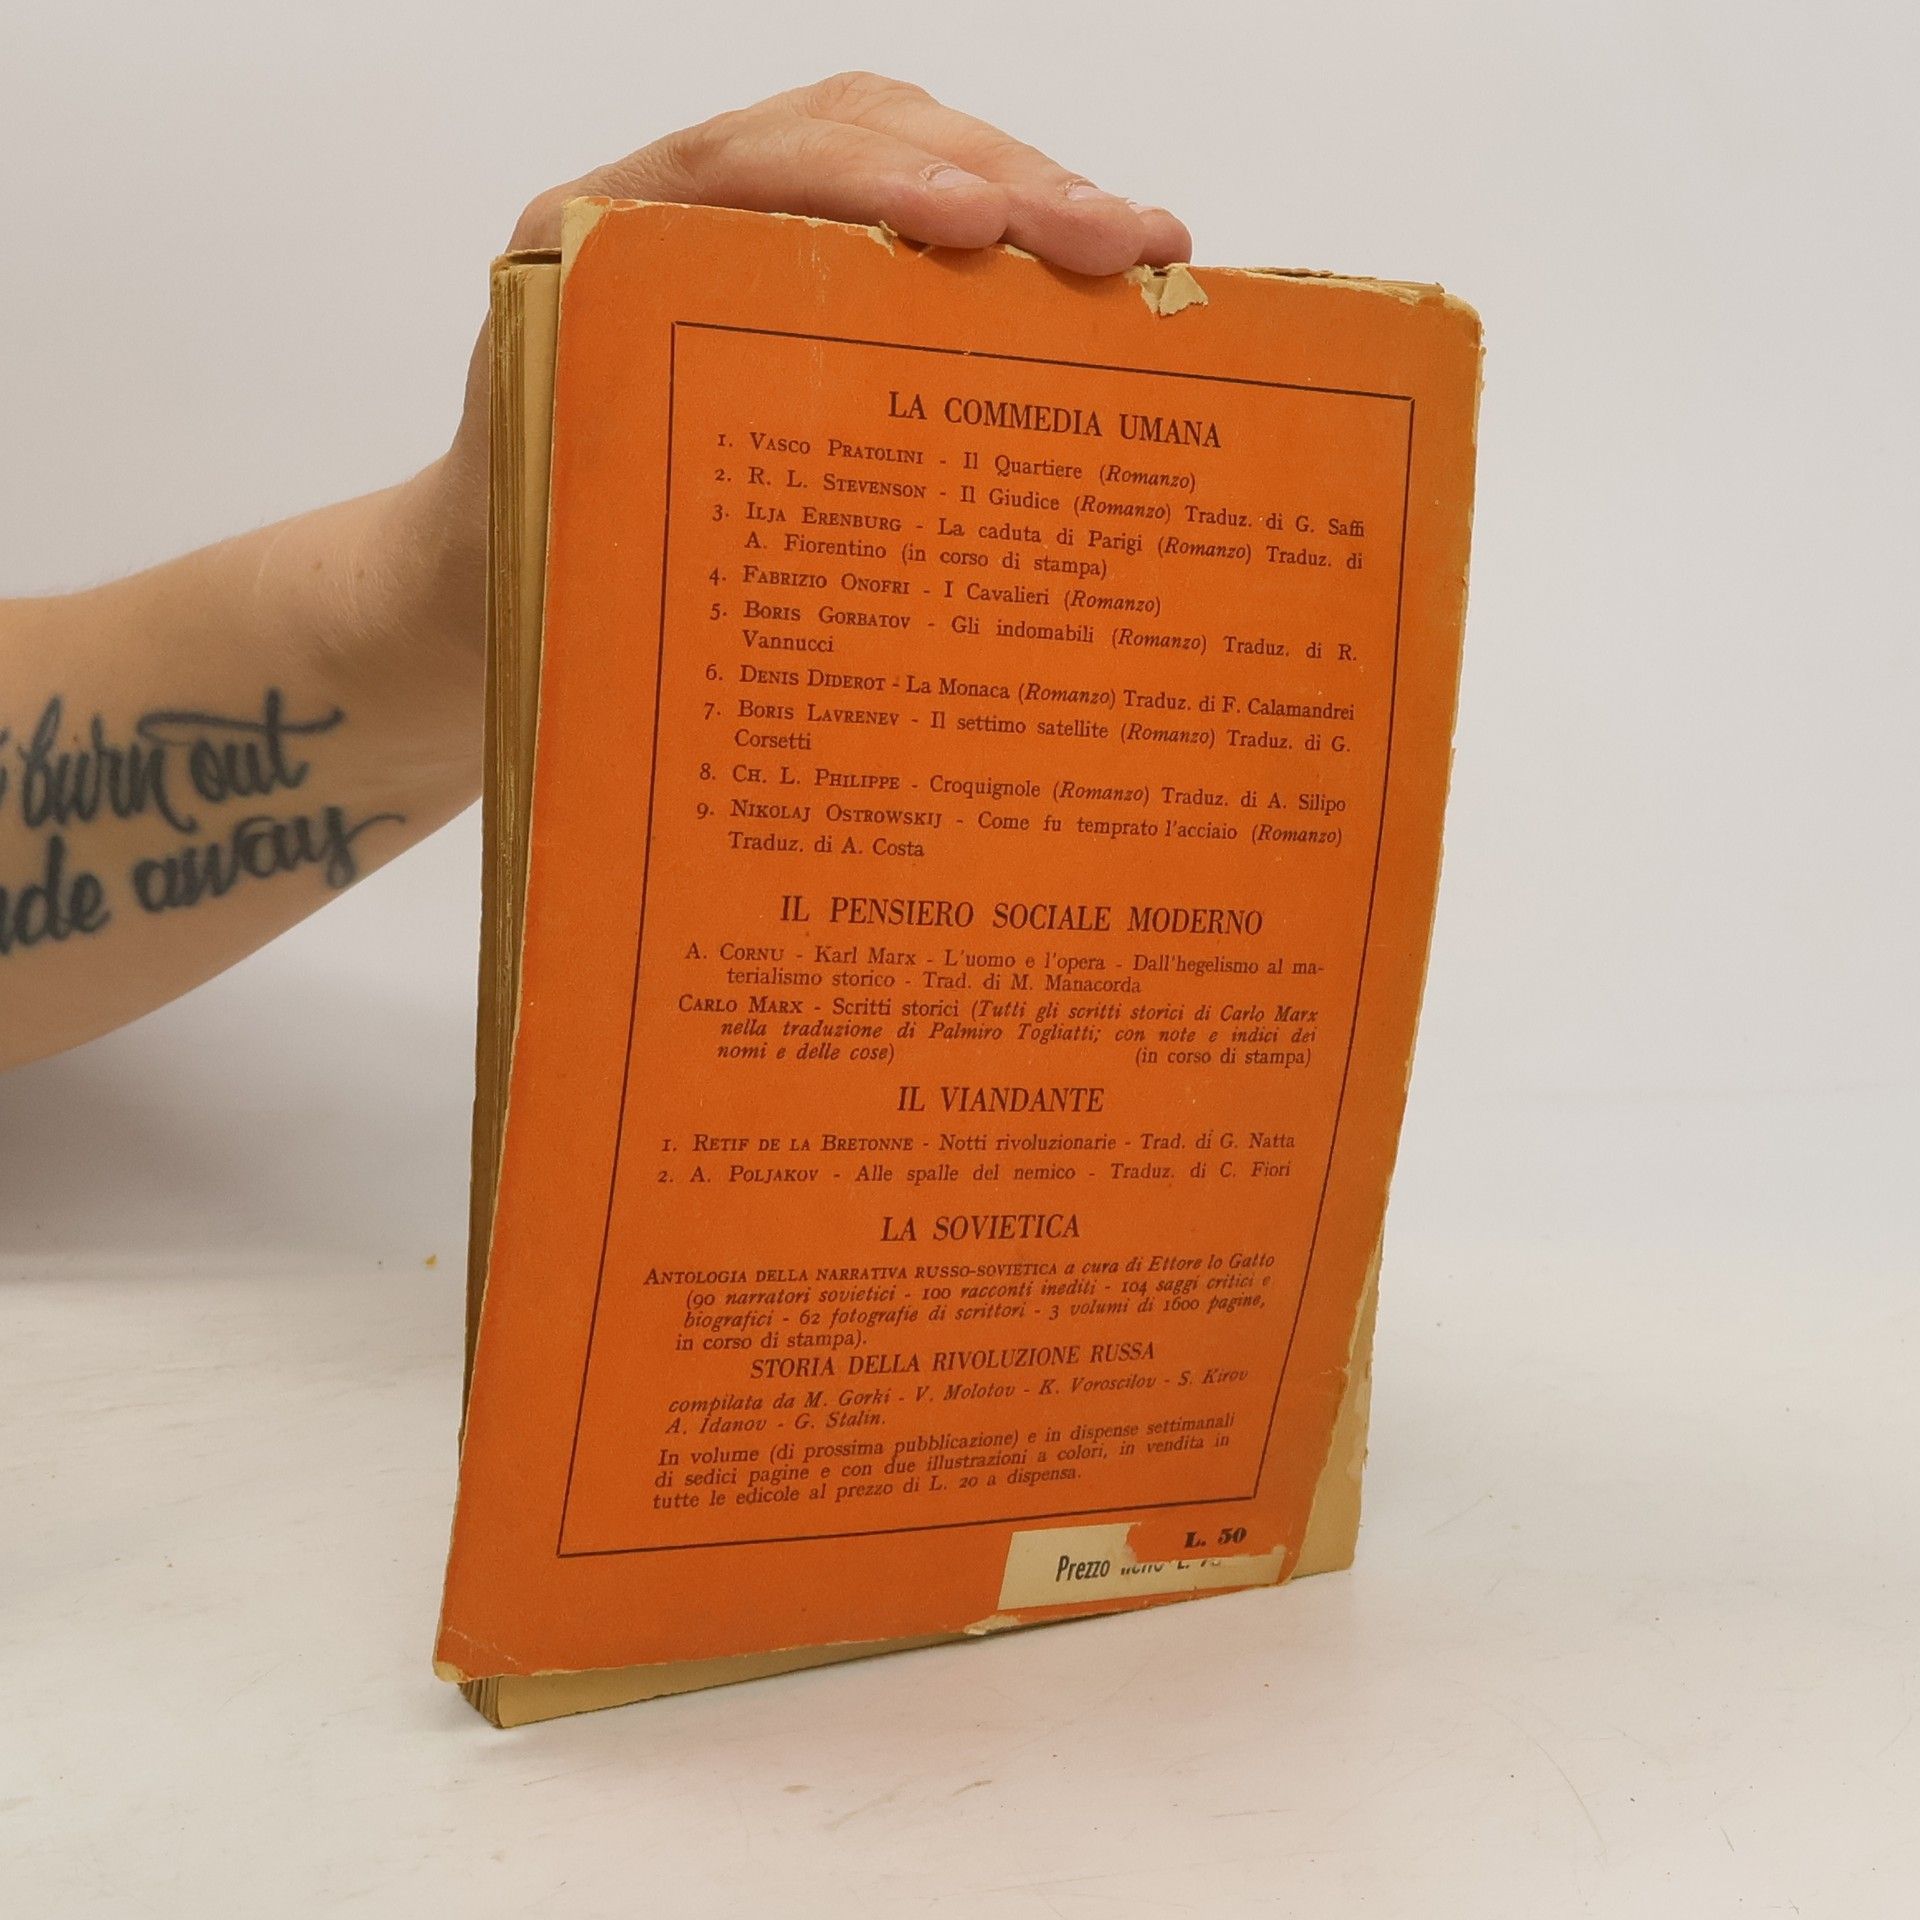 LA COMMEDIA UMANA
1. VASCO PRATOLINI - Il Quartiere (Romanzo)
2. R. L. STEVENSON - Il Giudice (Romanzo) Traduz. di G. Saffi
3. ILJA ERENBURG - La caduta di Parigi (Romanzo) Traduz. di
A. Fiorentino (in corso di stampa)
4. FABRIZIO ONOFRI - I Cavalieri (Romanzo)
5. BORIS GORBATOV - Gli indomabili (Romanzo) Traduz. di R.
Vannucci
6. DENIS DIDEROT - La Monaca (Romanzo) Traduz. di F. Calamandrei
7. BORIS LAVRENEV - Il settimo satellite (Romanzo) Traduz. di G.
Corsetti
8. CH. L. PHILIPPE - Croquignole (Romanzo) Traduz. di A. Silipo
9. NIKOLAJ OSTROWSKIJ - Come fu temprato l'acciaio (Romanzo)
Traduz. di A. Costa
IL PENSIERO SOCIALE MODERNO
A. CORNU - Karl Marx - L'uomo e l'opera - Dall'hegelismo al ma-
terialismo storico - Trad. di M. Manacorda
CARLO MARX - Scritti storici (Tutti gli scritti storici di Carlo Marx
nella traduzione di Palmiro Togliatti; con note e indici dei
nomi e delle cose) (in corso di stampa)
IL VIANDANTE
1. RETIF DE LA BRETONNE - Notti rivoluzionarie - Trad. di G. Natta
2. A. POLJAKOV - Alle spalle del nemico - Traduz. di C. Fiori
LA SOVIETICA
ANTOLOGIA DELLA NARRATIVA RUSSO-SOVIETICA a cura di Ettore lo Gatto
(90 narratori sovietici - 100 racconti inediti - 104 saggi critici e
biografici - 62 fotografie di scrittori - 3 volumi di 1600 pagine,
in corso di stampa).
STORIA DELLA RIVOLUZIONE RUSSA
compilata da M. Gorki - V. Molotov - K. Voroscilov - S. Kirov
A. Idanov - G. Stalin.
In volume (di prossima pubblicazione) e in dispense settimanali
di sedici pagine e con due illustrazioni a colori, in vendita in
tutte le edicole al prezzo di L. 20 a dispensa.
L. 50
Prezzo
burn out
away